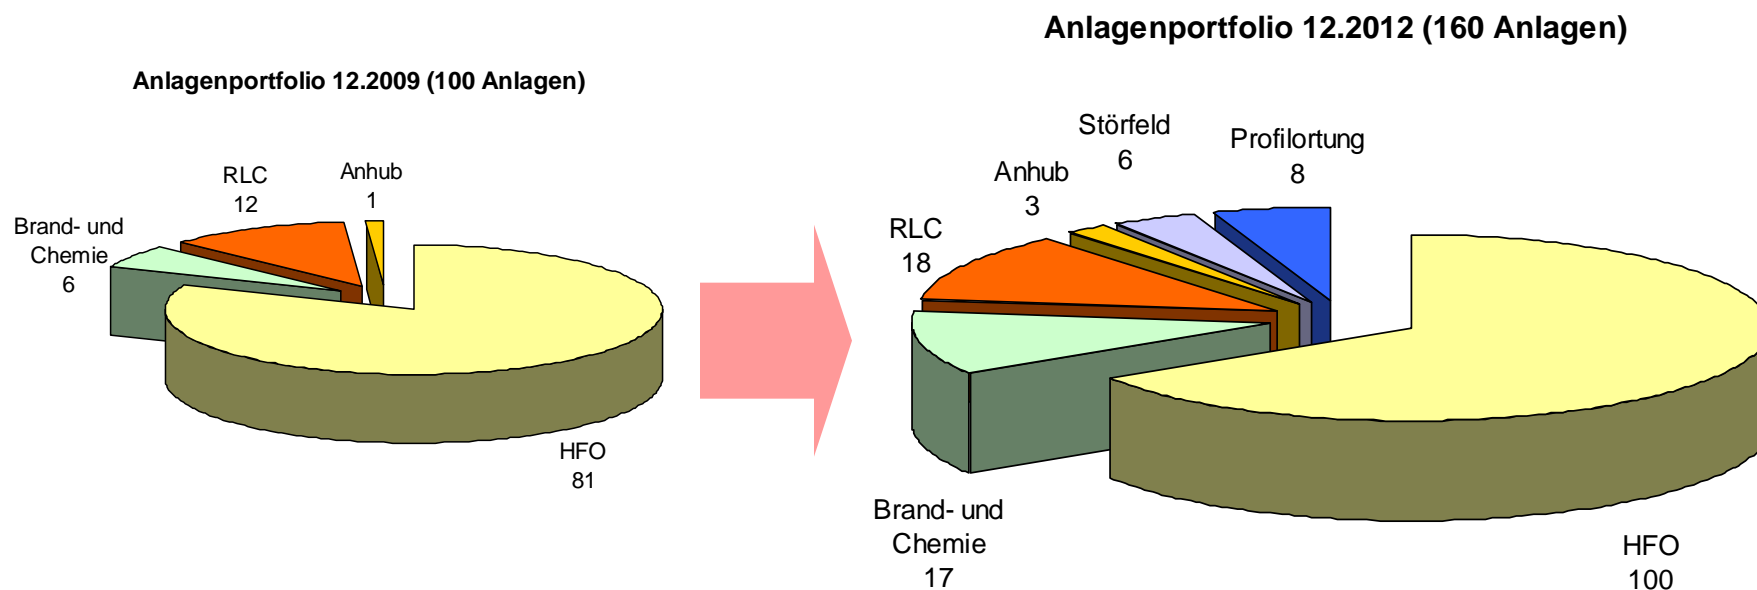 Anlagenportfolio 12.2009 (100 Anlagen)
Anhub
1
RLC
12
Brand- und
Chemie
6
HFO
81
Anlagenportfolio 12.2012 (160 Anlagen)
Störfeld
6
Profilortung
8
Anhub
3
RLC
18
Brand- und
Chemie
17
HFO
100